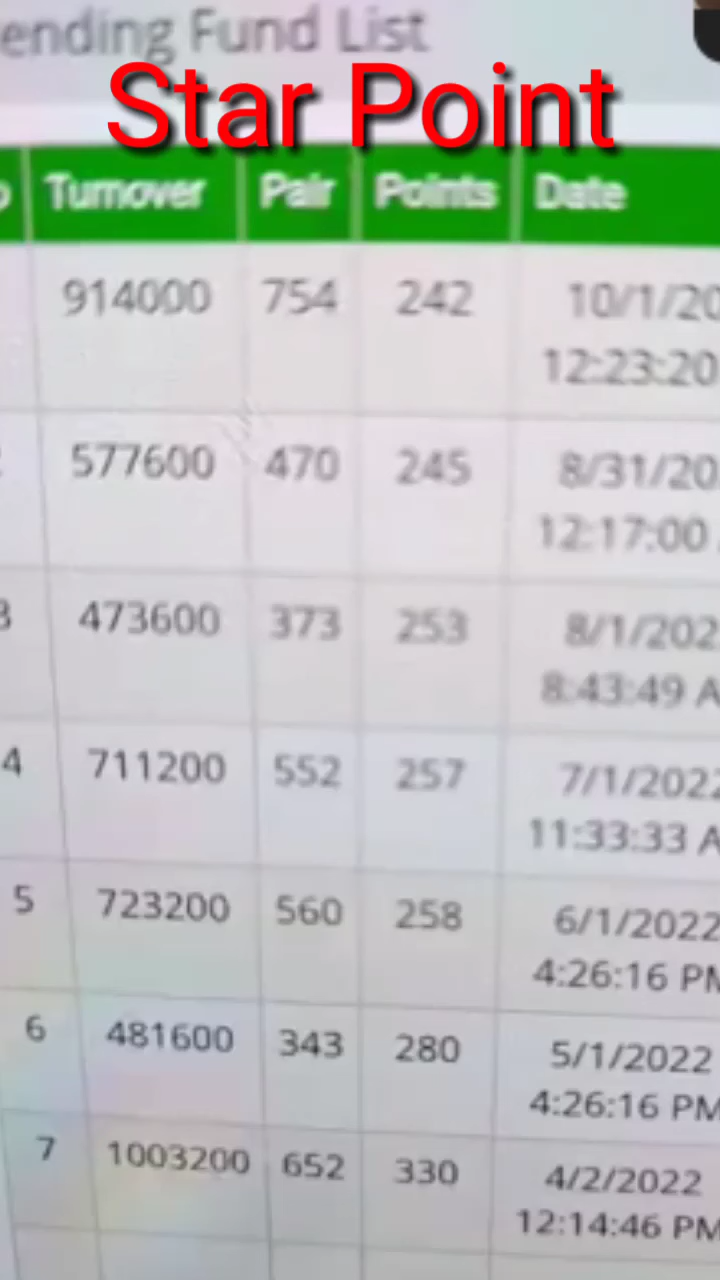 ending Fund List
Star Point
o Turnover Pair Points Date
914000 754 242 10/1/20
12:23:20
2 577600 470 245 8/31/20
12:17:00
3 473600 373 253 8/1/202
8:43:49 A
4 711200 552 257 7/1/2022
11:33:33 A
5 723200 560 258 6/1/2022
4:26:16 PM
6 481600 343 280 5/1/2022
4:26:16 PM
7 1003200 652 330 4/2/2022
12:14:46 PM